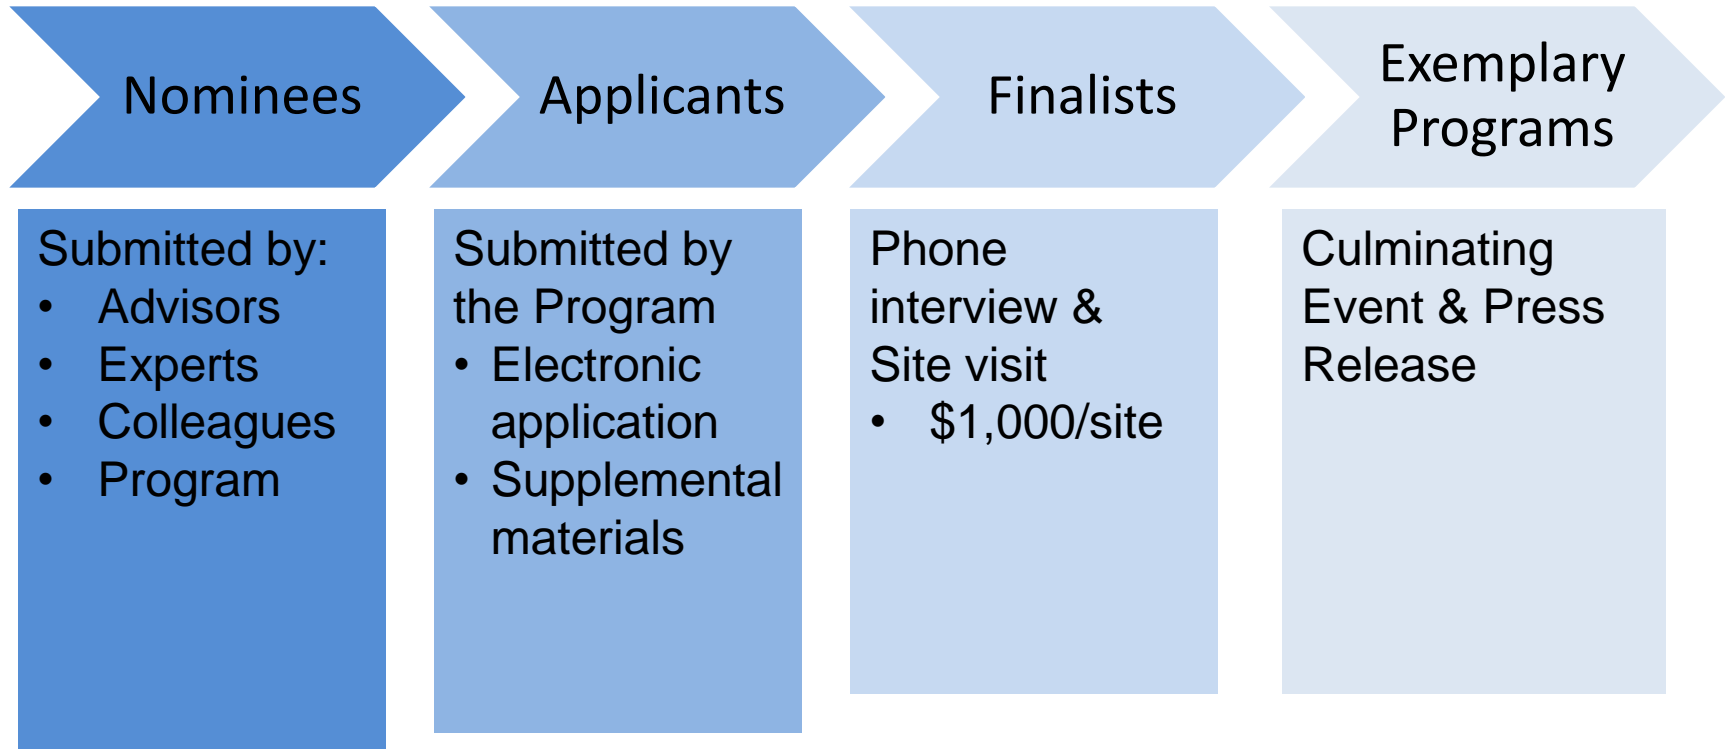 Nominees
Applicants
Finalists
Exemplary
Programs
Submitted by:
• Advisors
• Experts
• Colleagues
• Program
Submitted by
the Program
• Electronic
application
• Supplemental
materials
Phone
interview &
Site visit
• $1,000/site
Culminating
Event & Press
Release